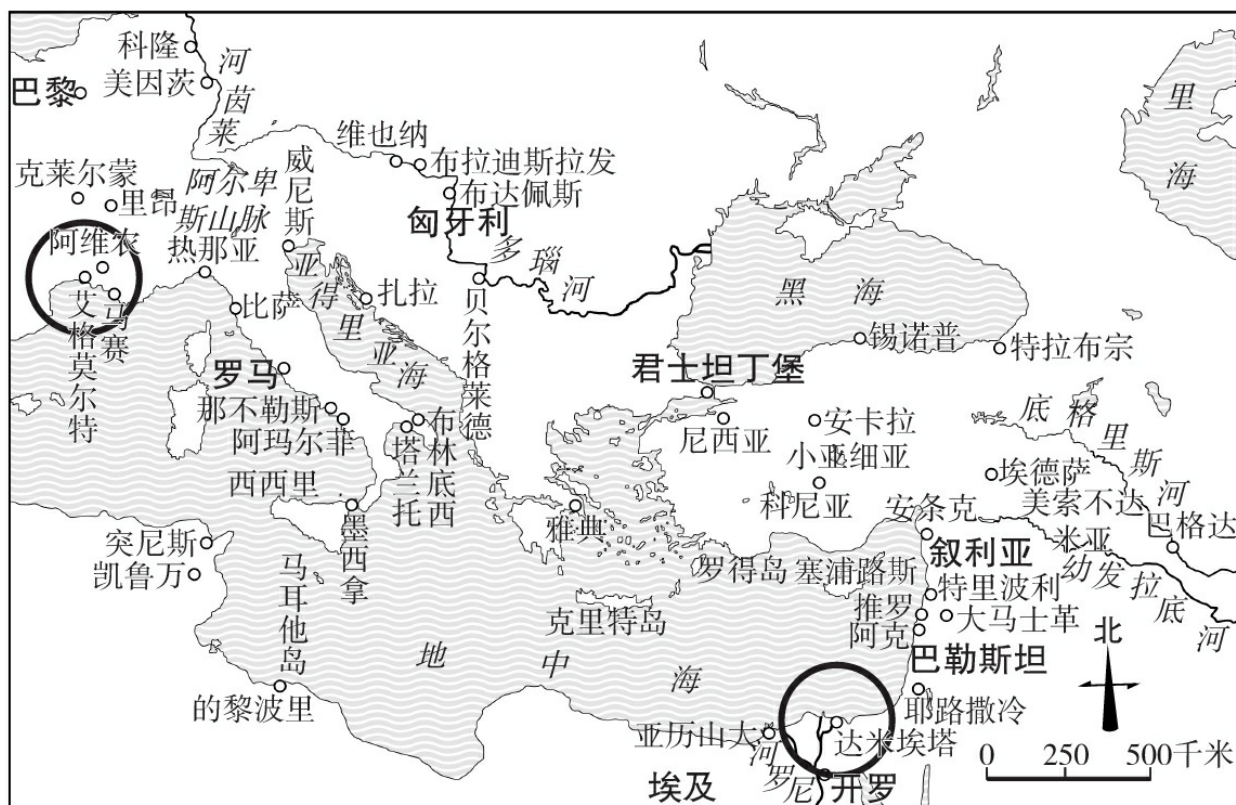 科隆
美因茨
巴黎
河茵莱
克莱尔蒙
里昂
阿尔卑斯山脉
阿维农
艾格莫尔特
马赛
热那亚
威尼斯
比萨
维也纳
布拉迪斯拉发
布达佩斯
匈牙利
多瑙河
贝尔格莱德
扎拉
亚得里亚海
罗马
那不勒斯
阿玛尔非
塔兰托
布林底西
西西里
墨西拿
突尼斯
凯鲁万
马耳他岛
的黎波里
地中海
里海
黑海
锡诺普
特拉布宗
君士坦丁堡
尼西亚
安卡拉
小亚细亚
科尼亚
雅典
罗得岛
塞浦路斯
克里特岛
底格里斯河
埃德萨
美索不达米亚
巴格达
幼发拉底河
安条克
叙利亚
特里波利
推罗
大马士革
阿克
巴勒斯坦
耶路撒冷
亚历山大
达米埃塔
河罗尼
埃及
开罗
北
0 250 500千米